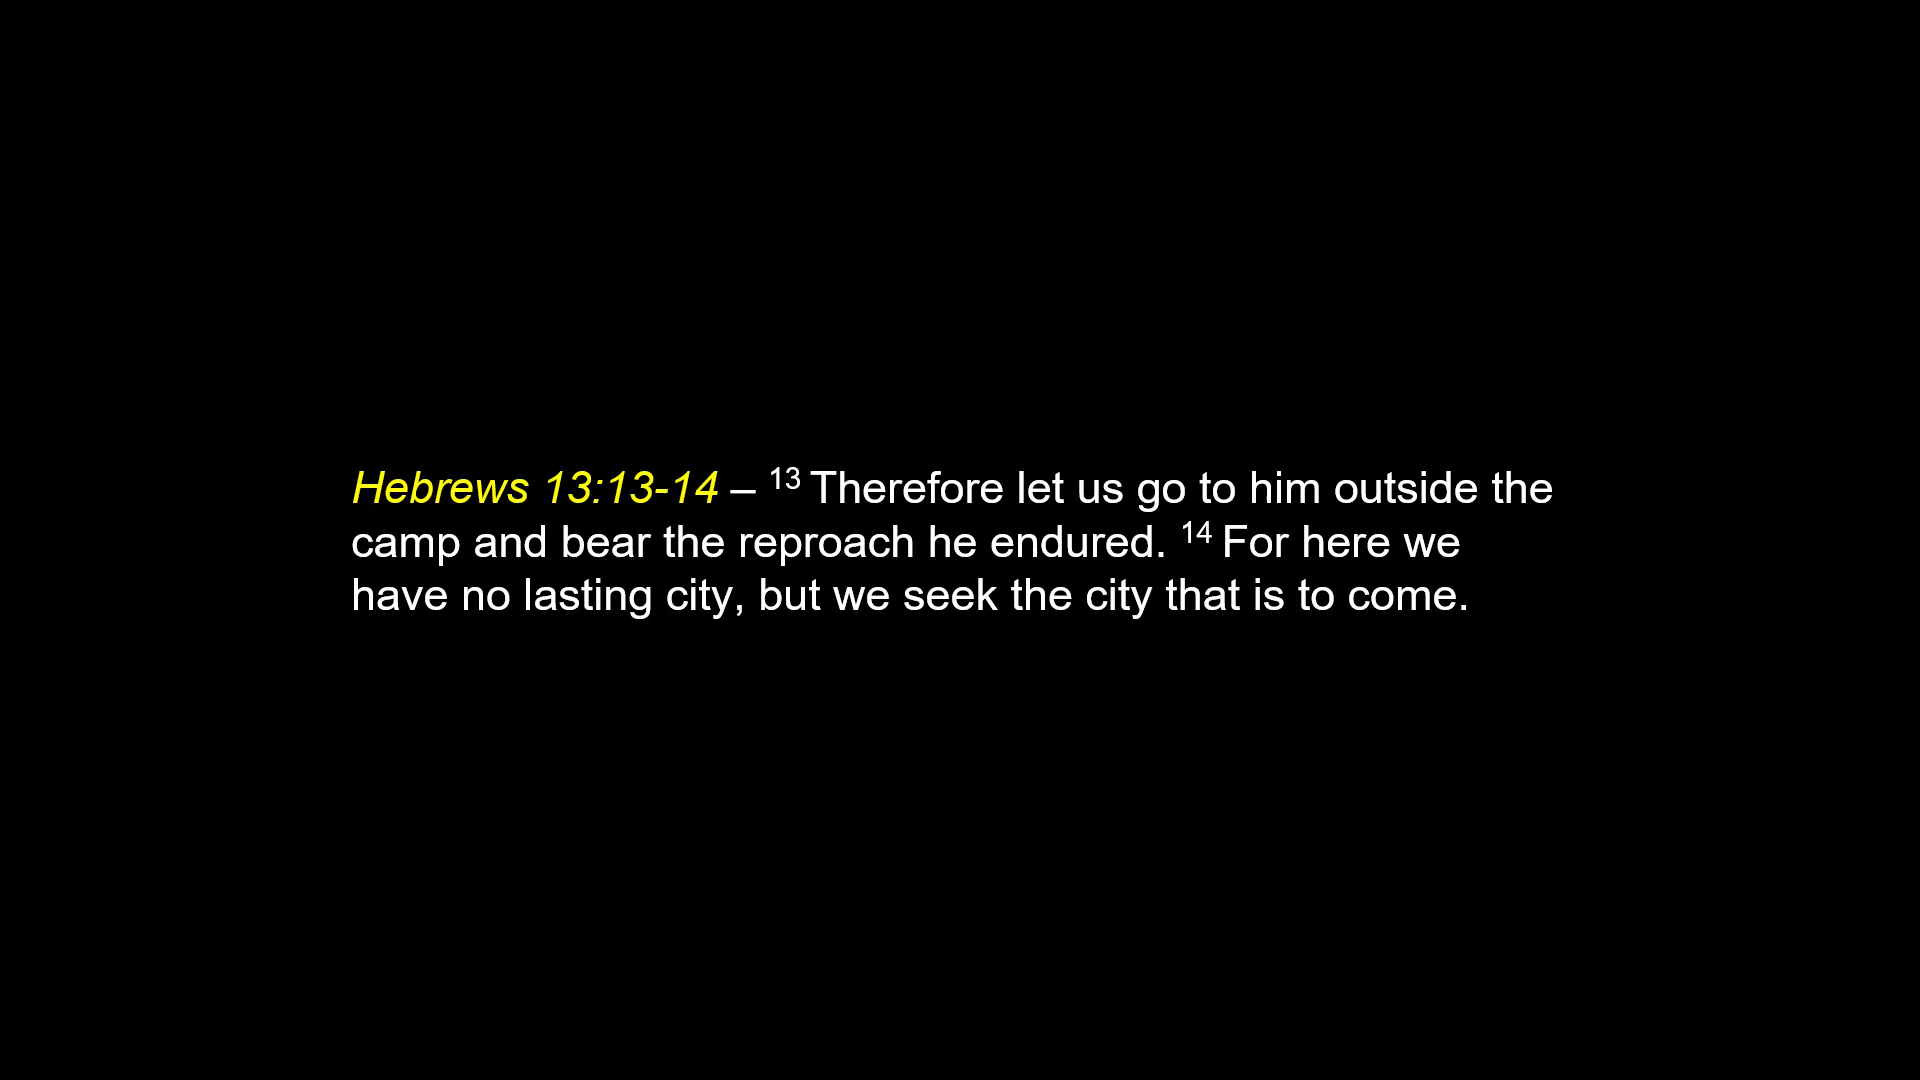 Hebrews 13:13-14 – 13 Therefore let us go to him outside the
camp and bear the reproach he endured. 14 For here we
have no lasting city, but we seek the city that is to come.